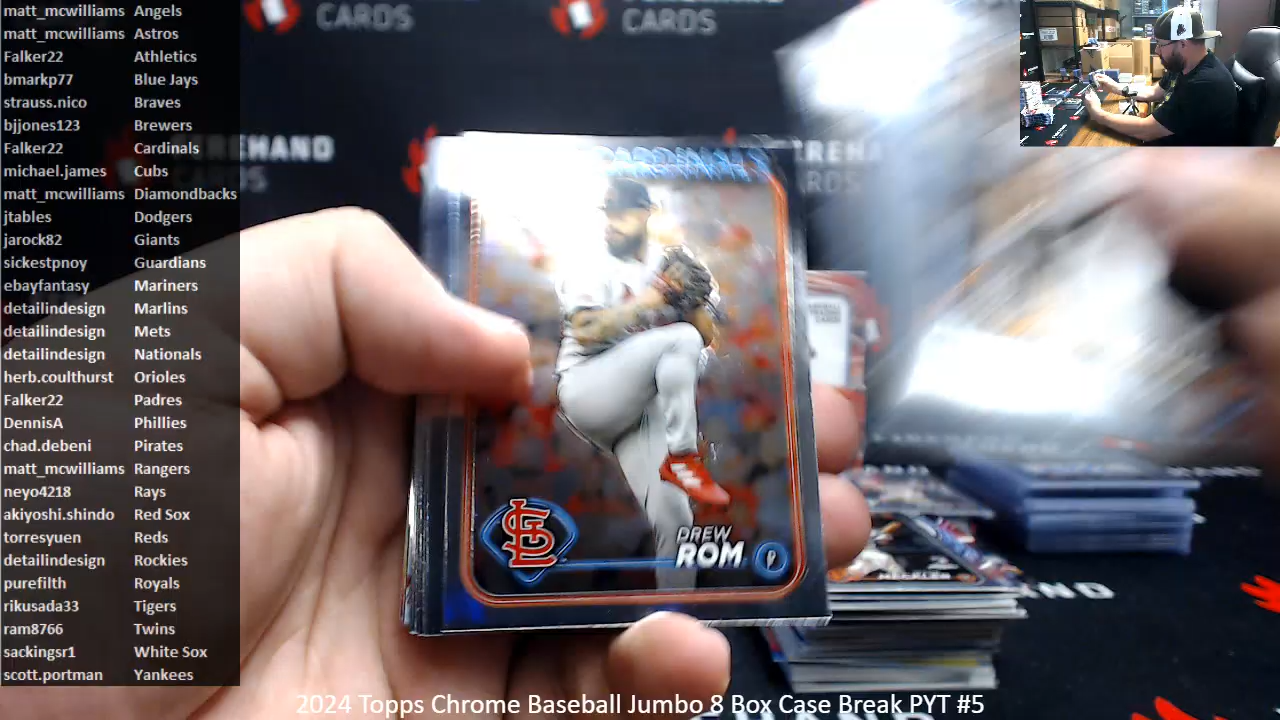 matt_mcwilliams Angels
matt_mcwilliams Astros
Falker22 Athletics
bmarkp77 Blue Jays
strauss.nico Braves
bjjones123 Brewers
Falker22 Cardinals
michael.james Cubs
matt_mcwilliams Diamondbacks
jtables Dodgers
jarock82 Giants
sickestpnoy Guardians
ebayfantasy Mariners
detailindesign Marlins
detailindesign Mets
detailindesign Nationals
herb.coulthurst Orioles
Falker22 Padres
DennisA Phillies
chad.debeni Pirates
matt_mcwilliams Rangers
neyo4218 Rays
akiyoshi.shindo Red Sox
torresyuen Reds
detailindesign Rockies
purefilth Royals
rikusada33 Tigers
ram8766 Twins
sackingsr1 White Sox
scott.portman Yankees
CARDS
CARDS
CARDINALS
DREW
ROM
P
2024 Topps Chrome Baseball Jumbo 8 Box Case Break PYT #5